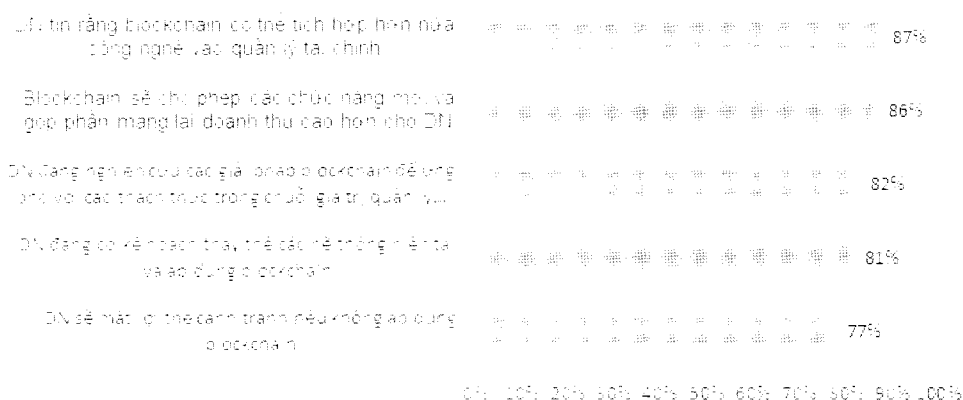 DN tin rằng blockchain có thể tích hợp hơn nữa
công nghệ vào quản lý tài chính
87%
Blockchain sẽ cho phép các chức năng mới và
góp phần mang lại doanh thu cao hơn cho DN
86%
DN đang nghiên cứu các giải pháp blockchain để ứng
phó với các thách thức trong chuỗi giá trị, quản lý...
82%
DN đang có kế hoạch thay thế các hệ thống hiện tại
và áp dụng blockchain
81%
DN sẽ mất lợi thế cạnh tranh nếu không áp dụng
blockchain
77%
0% 10% 20% 30% 40% 50% 60% 70% 80% 90% 100%